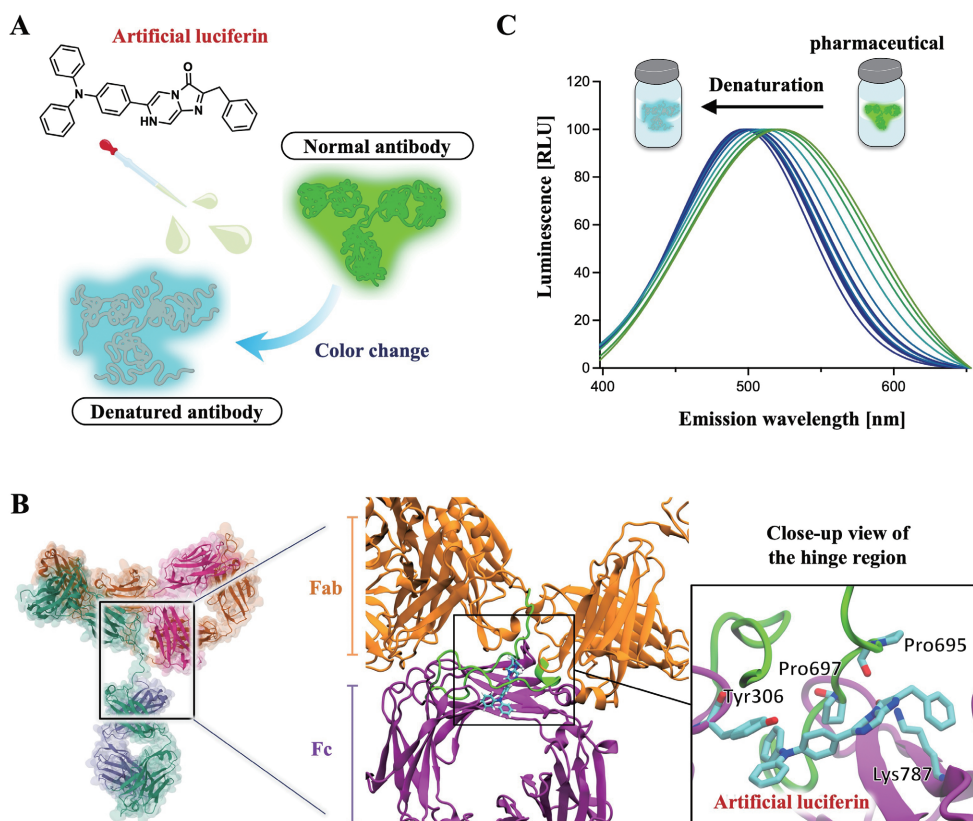 A
Artificial luciferin
O
N
N
HN
N
Normal antibody
Color change
Denatured antibody
C
pharmaceutical
Denaturation
Luminescence [RLU]
120
100
80
60
40
20
0
400
500
600
Emission wavelength [nm]
B
Fab
Fc
Close-up view of
the hinge region
Pro695
Pro697
Tyr306
Lys787
Artificial luciferin